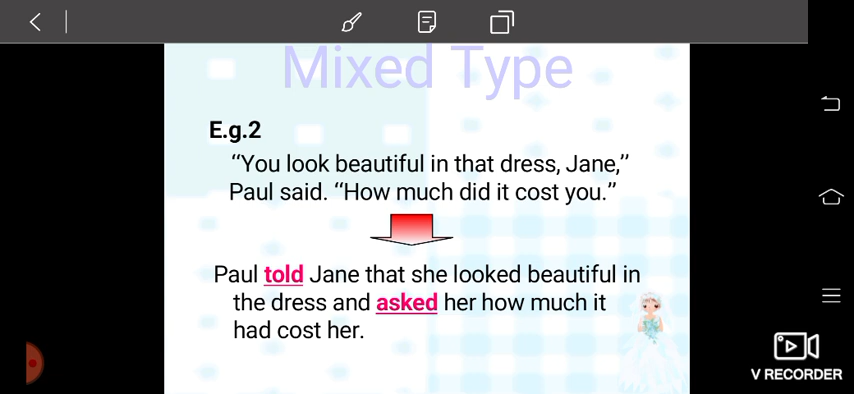 Mixed Type
E.g.2
“You look beautiful in that dress, Jane,”
Paul said. “How much did it cost you.”
Paul told Jane that she looked beautiful in
the dress and asked her how much it
had cost her.
V RECORDER